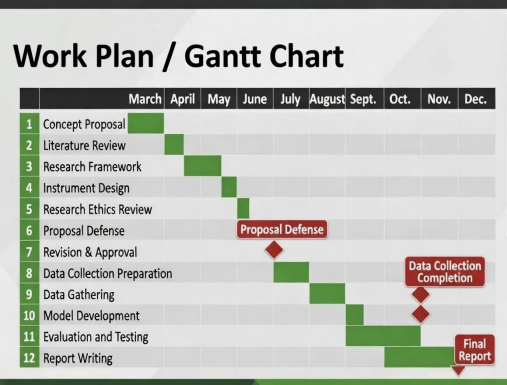 Work Plan / Gantt Chart
March April May June July August Sept. Oct. Nov. Dec.
1 Concept Proposal
2 Literature Review
3 Research Framework
4 Instrument Design
5 Research Ethics Review
6 Proposal Defense
Proposal Defense
7 Revision & Approval
8 Data Collection Preparation
Data Collection
Completion
9 Data Gathering
10 Model Development
11 Evaluation and Testing
12 Report Writing
Final
Report